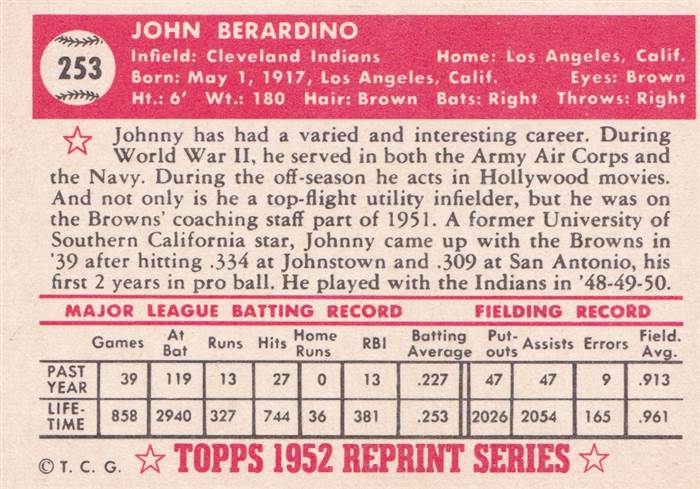 JOHN BERARDINO
253
Infield: Cleveland Indians Home: Los Angeles, Calif.
Born: May 1, 1917, Los Angeles, Calif. Eyes: Brown
Ht.: 6' Wt.: 180 Hair: Brown Bats: Right Throws: Right
Johnny has had a varied and interesting career. During
World War II, he served in both the Army Air Corps and
the Navy. During the off-season he acts in Hollywood movies.
And not only is he a top-flight utility infielder, but he was on
the Browns' coaching staff part of 1951. A former University of
Southern California star, Johnny came up with the Browns in
'39 after hitting .334 at Johnstown and .309 at San Antonio, his
first 2 years in pro ball. He played with the Indians in '48-49-50.
MAJOR LEAGUE BATTING RECORD FIELDING RECORD
Games At Bat Runs Hits Home Runs RBI Batting Average Put-outs Assists Errors Field. Avg.
PAST YEAR 39 119 13 27 0 13 .227 47 47 9 .913
LIFE-TIME 858 2940 327 744 36 381 .253 2026 2054 165 .961
© T. C. G. ☆ TOPPS 1952 REPRINT SERIES ☆